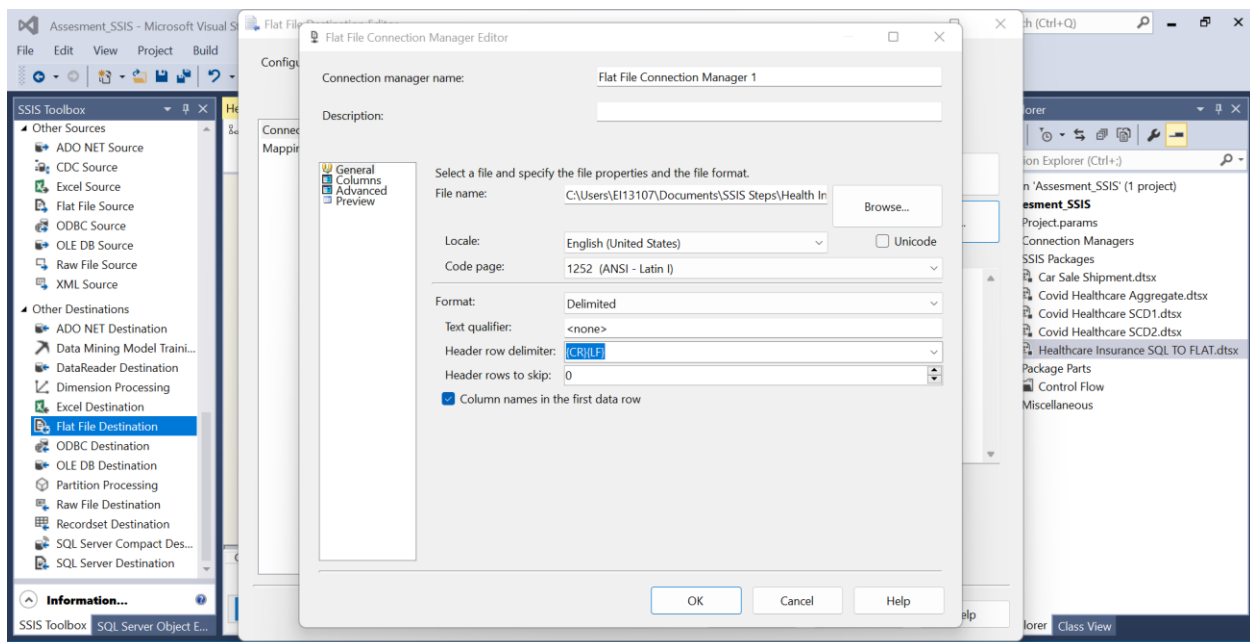 Assesment_SSIS - Microsoft Visual S
Flat File Destination Editor
ch (Ctrl+Q)
File Edit View Project Build
Flat File Connection Manager Editor
Connection manager name: Flat File Connection Manager 1
Description:
General
Columns
Advanced
Preview
Select a file and specify the file properties and the file format.
File name: C:\Users\EI13107\Documents\SSIS Steps\Health In
Browse...
Locale: English (United States) Unicode
Code page: 1252 (ANSI - Latin I)
Format: Delimited
Text qualifier: <none>
Header row delimiter: {CR}{LF}
Header rows to skip: 0
Column names in the first data row
OK Cancel Help
Configu
Connec
Mappin
elp
SSIS Toolbox
He
Other Sources
ADO NET Source
CDC Source
Excel Source
Flat File Source
ODBC Source
OLE DB Source
Raw File Source
XML Source
Other Destinations
ADO NET Destination
Data Mining Model Traini...
DataReader Destination
Dimension Processing
Excel Destination
Flat File Destination
ODBC Destination
OLE DB Destination
Partition Processing
Raw File Destination
Recordset Destination
SQL Server Compact Des...
SQL Server Destination
Information...
SSIS Toolbox SQL Server Object E...
lorer
ion Explorer (Ctrl+;)
n 'Assesment_SSIS' (1 project)
esment_SSIS
Project.params
Connection Managers
SSIS Packages
Car Sale Shipment.dtsx
Covid Healthcare Aggregate.dtsx
Covid Healthcare SCD1.dtsx
Covid Healthcare SCD2.dtsx
Healthcare Insurance SQL TO FLAT.dtsx
Package Parts
Control Flow
Miscellaneous
lorer Class View